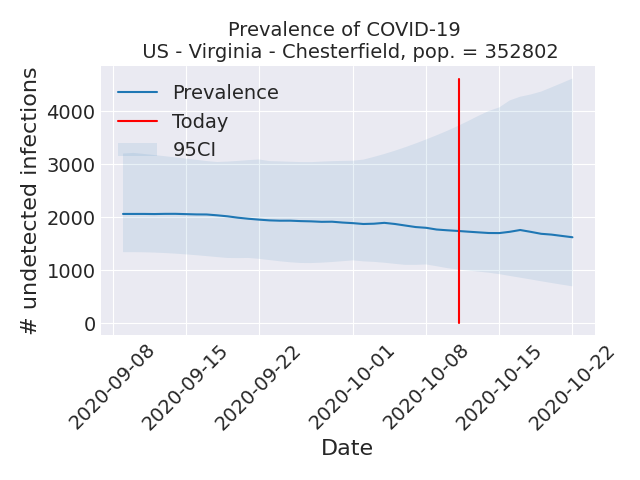 Prevalence of COVID-19
US - Virginia - Chesterfield, pop. = 352802
# undetected infections
4000
3000
2000
1000
0
Prevalence
Today
95CI
2020-09-08
2020-09-15
2020-09-22
2020-10-01
2020-10-08
2020-10-15
2020-10-22
Date